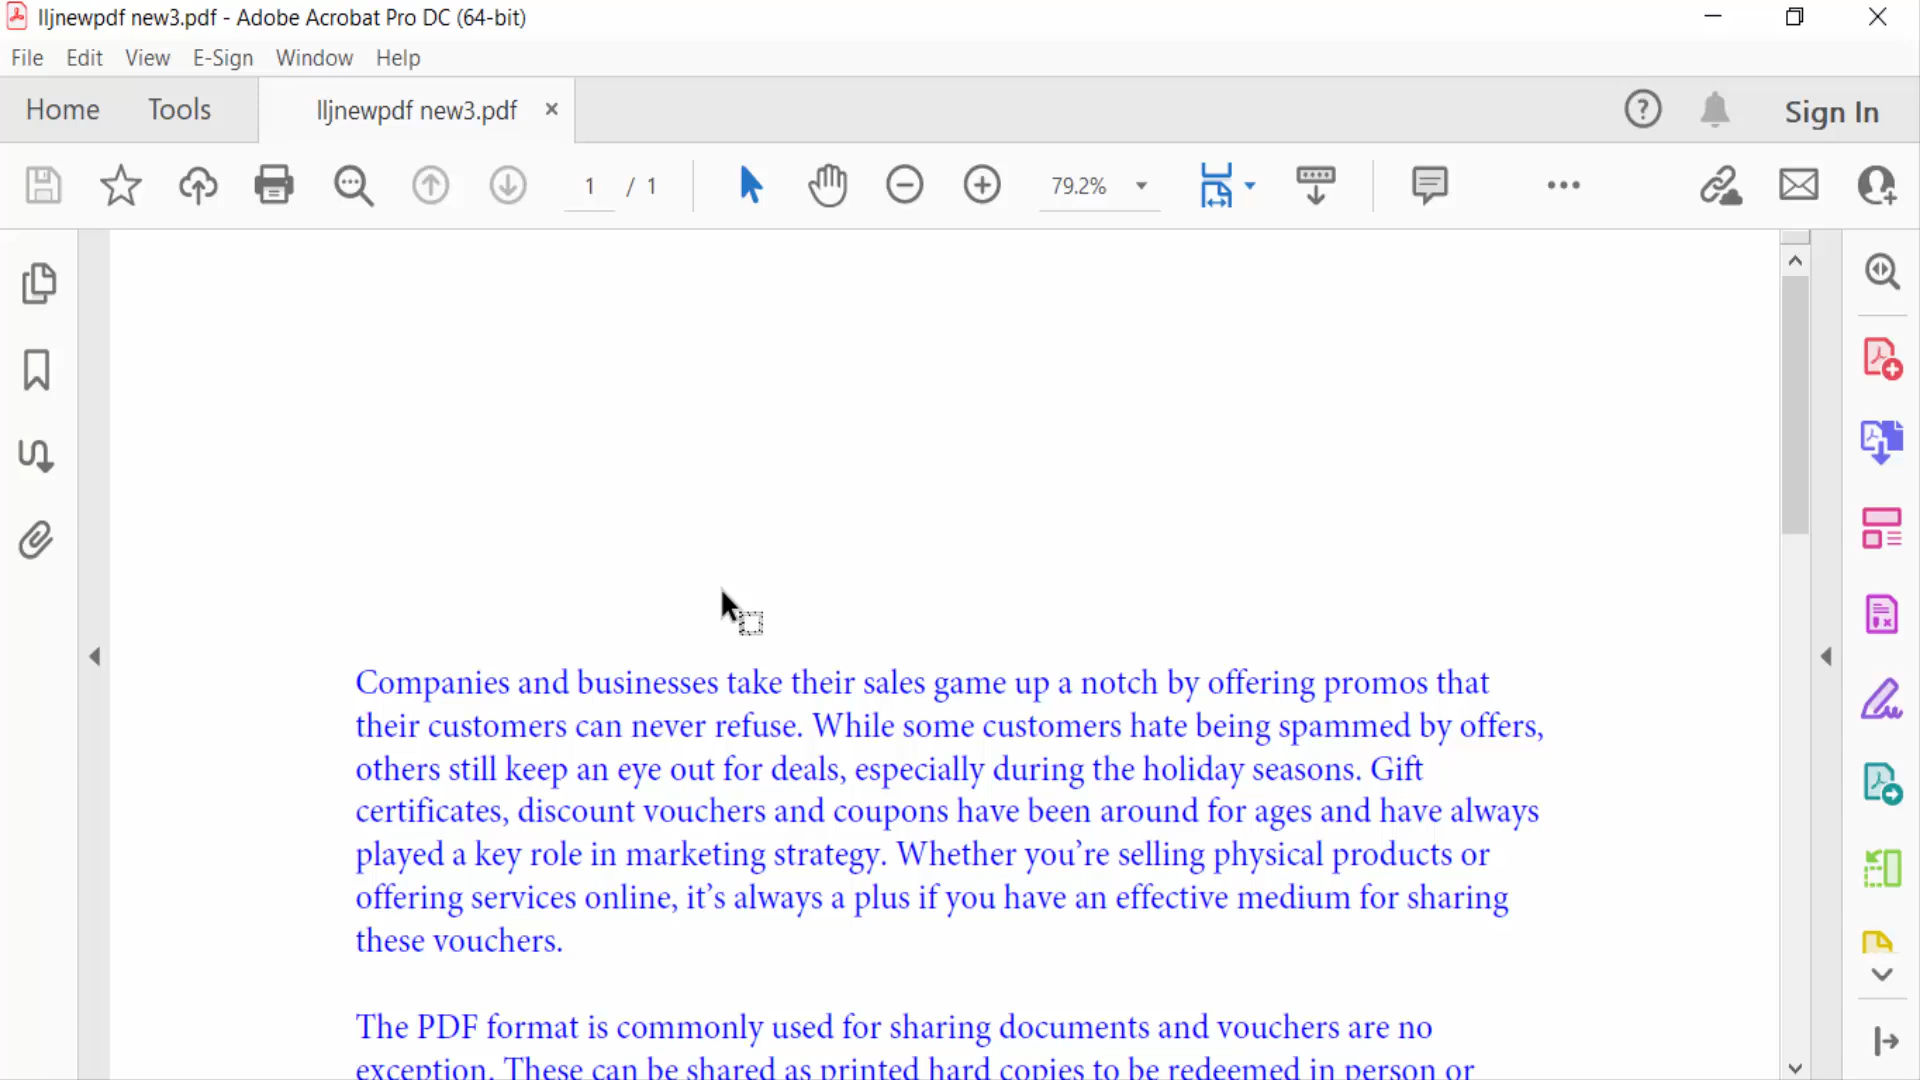 lljnewpdf new3.pdf - Adobe Acrobat Pro DC (64-bit)
File Edit View E-Sign Window Help
Home Tools lljnewpdf new3.pdf × Sign In
1 / 1 79.2%
Companies and businesses take their sales game up a notch by offering promos that
their customers can never refuse. While some customers hate being spammed by offers,
others still keep an eye out for deals, especially during the holiday seasons. Gift
certificates, discount vouchers and coupons have been around for ages and have always
played a key role in marketing strategy. Whether you’re selling physical products or
offering services online, it’s always a plus if you have an effective medium for sharing
these vouchers.
The PDF format is commonly used for sharing documents and vouchers are no
exception. These can be shared as printed hard copies to be redeemed in person or